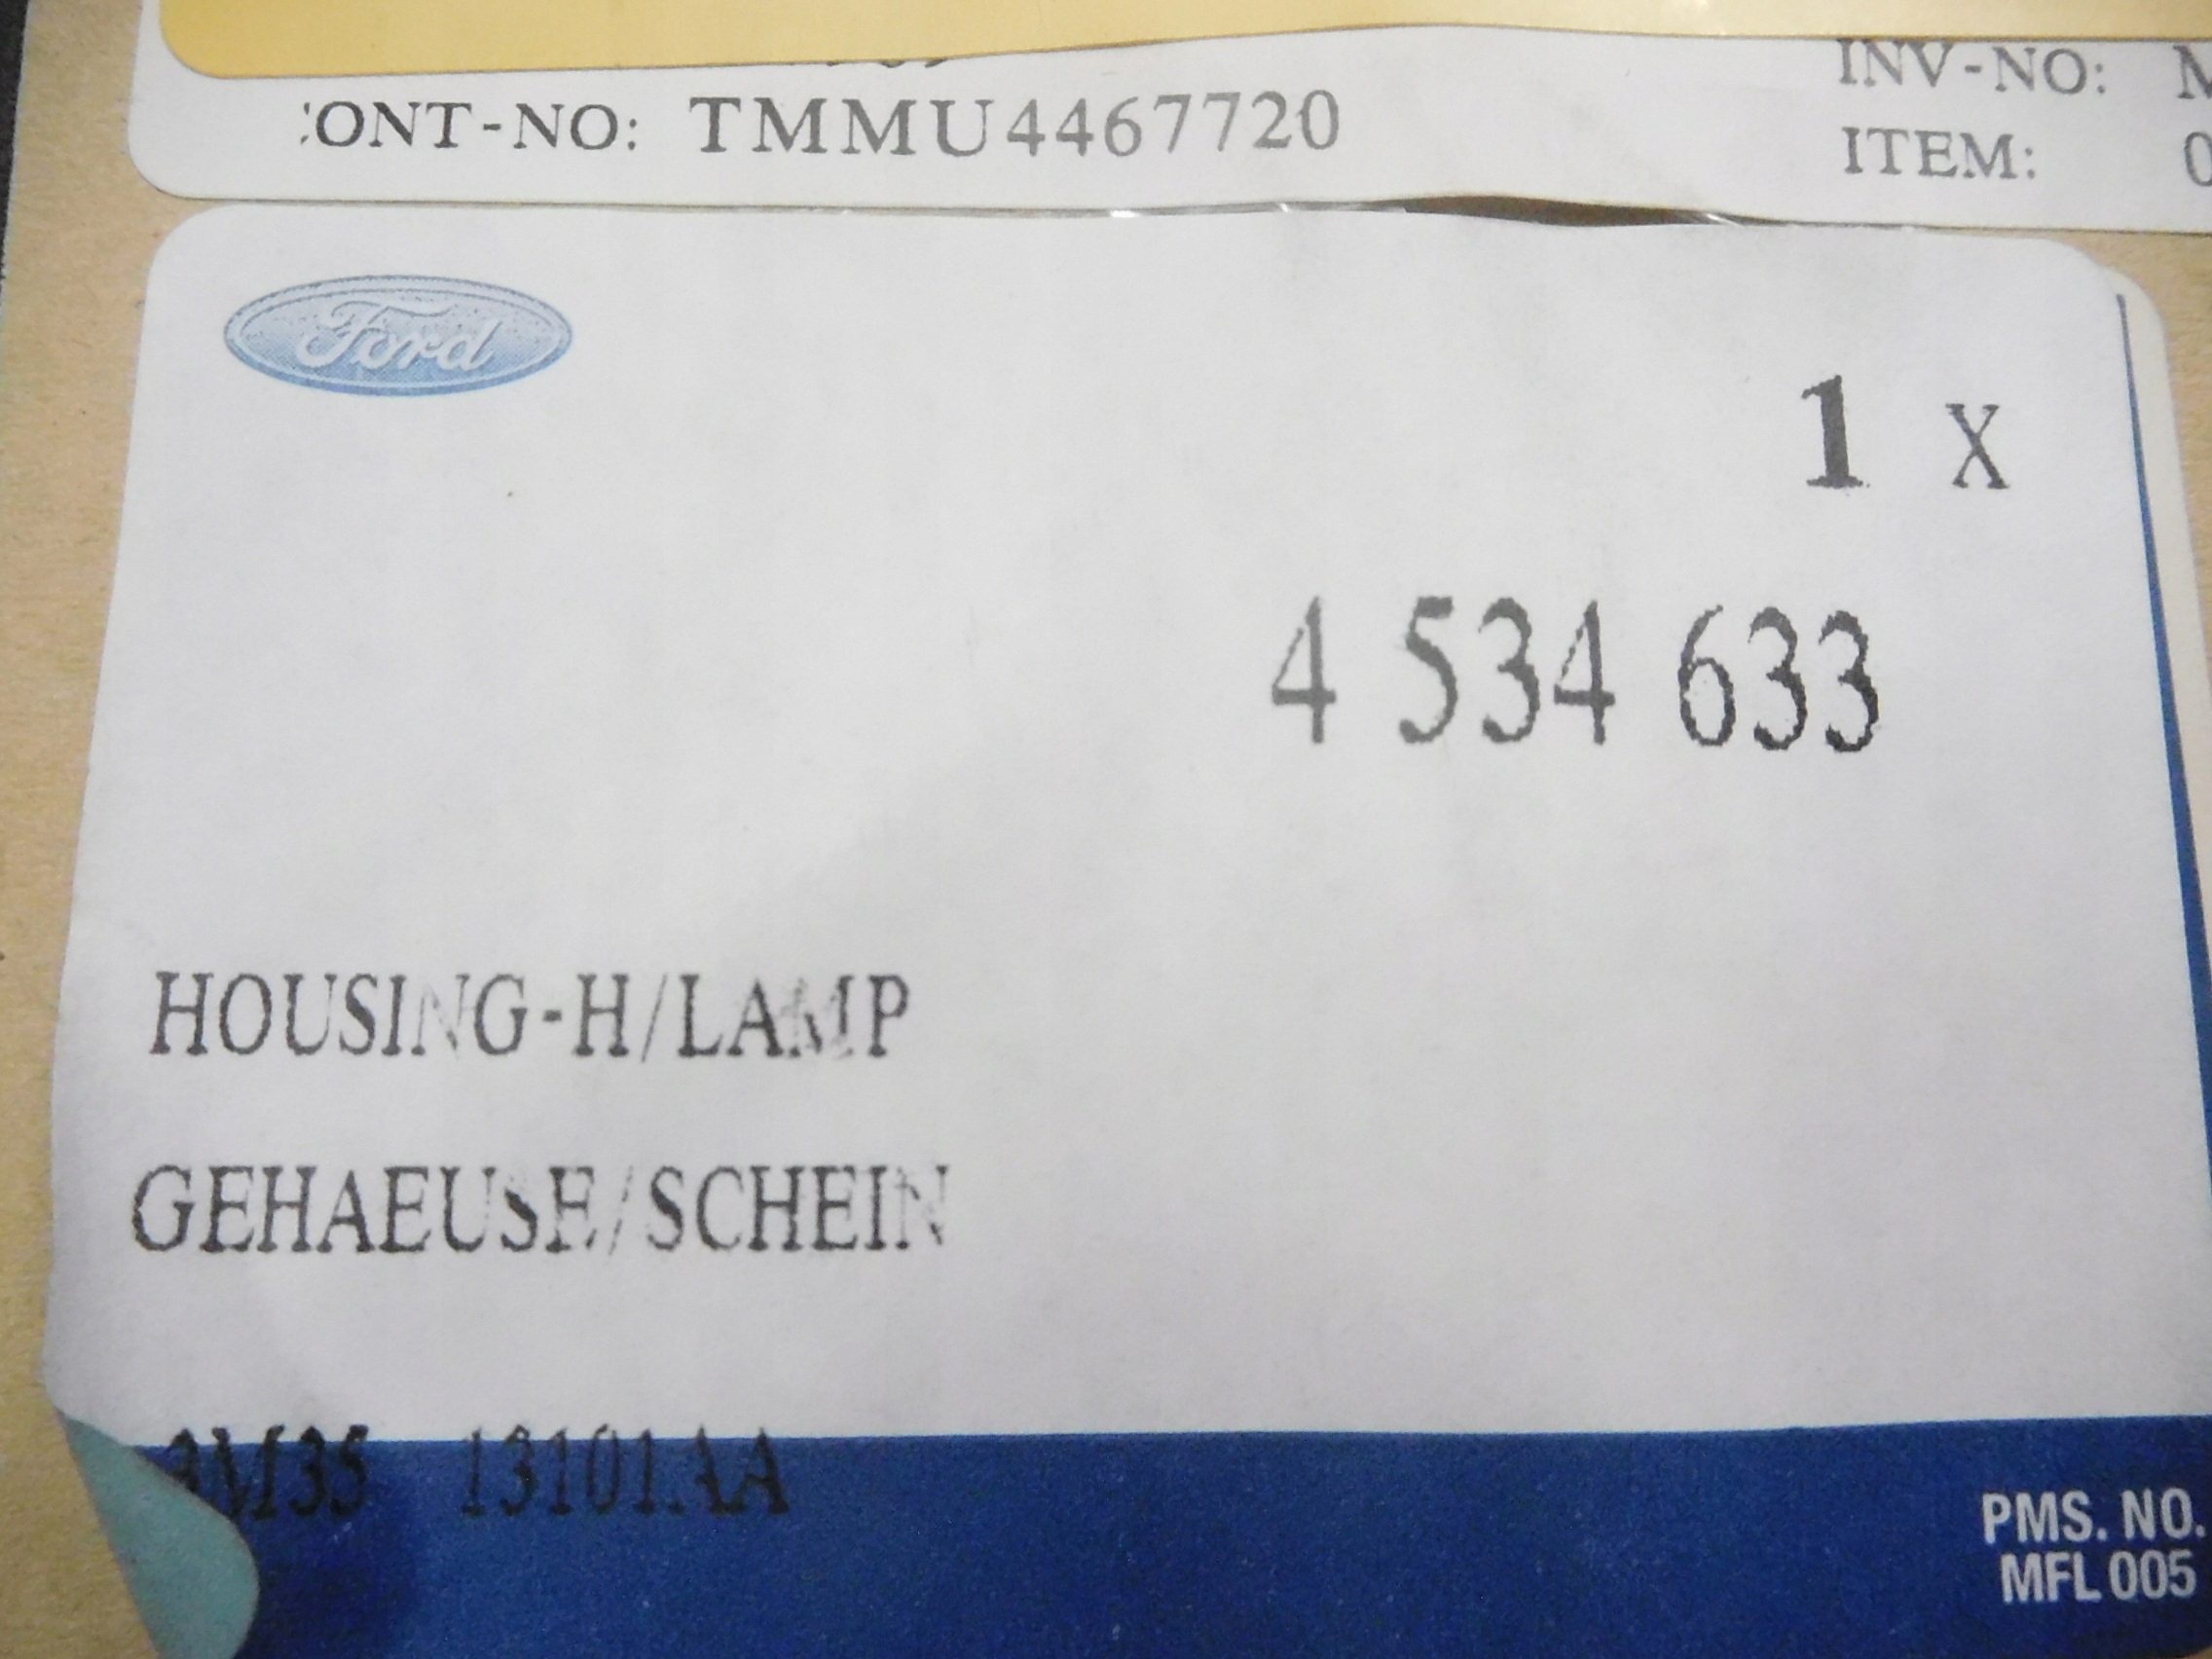 INV-NO: M
:ONT-NO: TMMU4467720
ITEM: 0
Ford
1 X
4 534 633
HOUSING-H/LAMP
GEHAEUSE/SCHEIN
13101AA
PMS. NO.
MFL 005